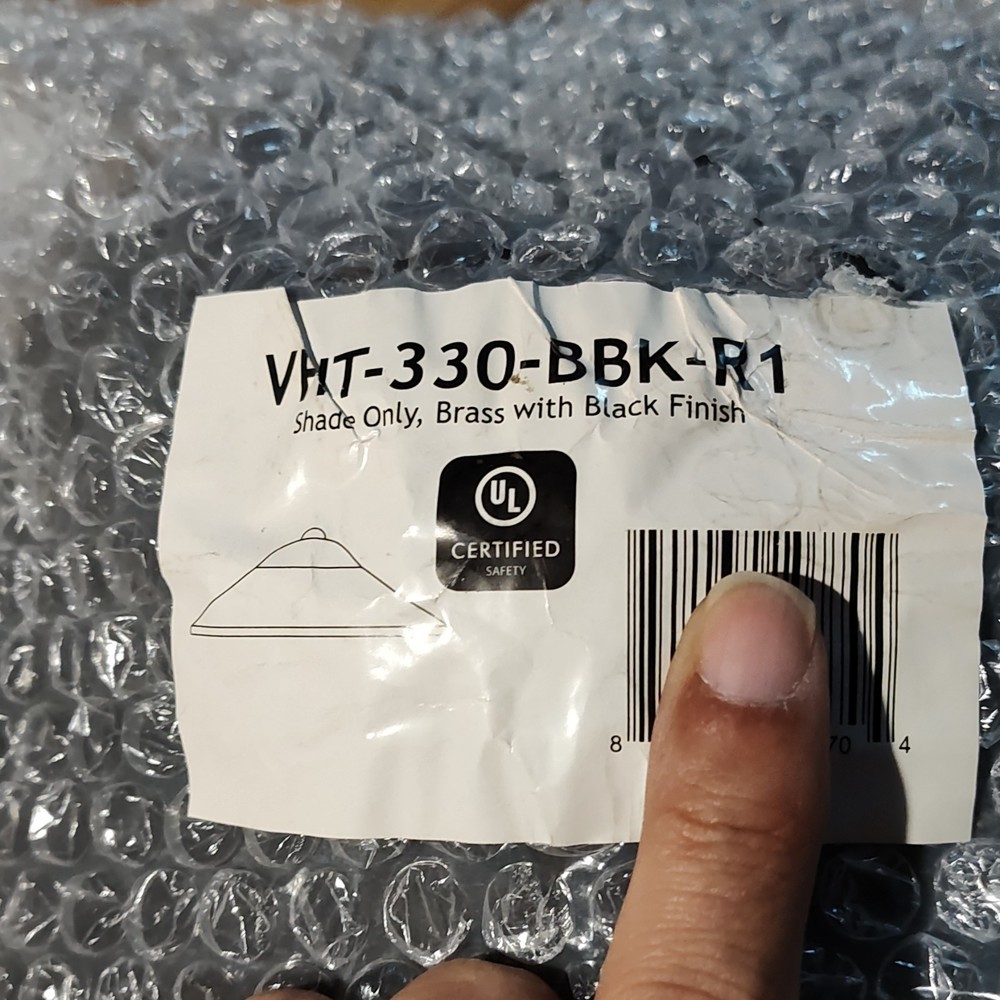 VHT-330-BBK-R1
Shade Only, Brass with Black Finish
UL
CERTIFIED
SAFETY
8 70 4